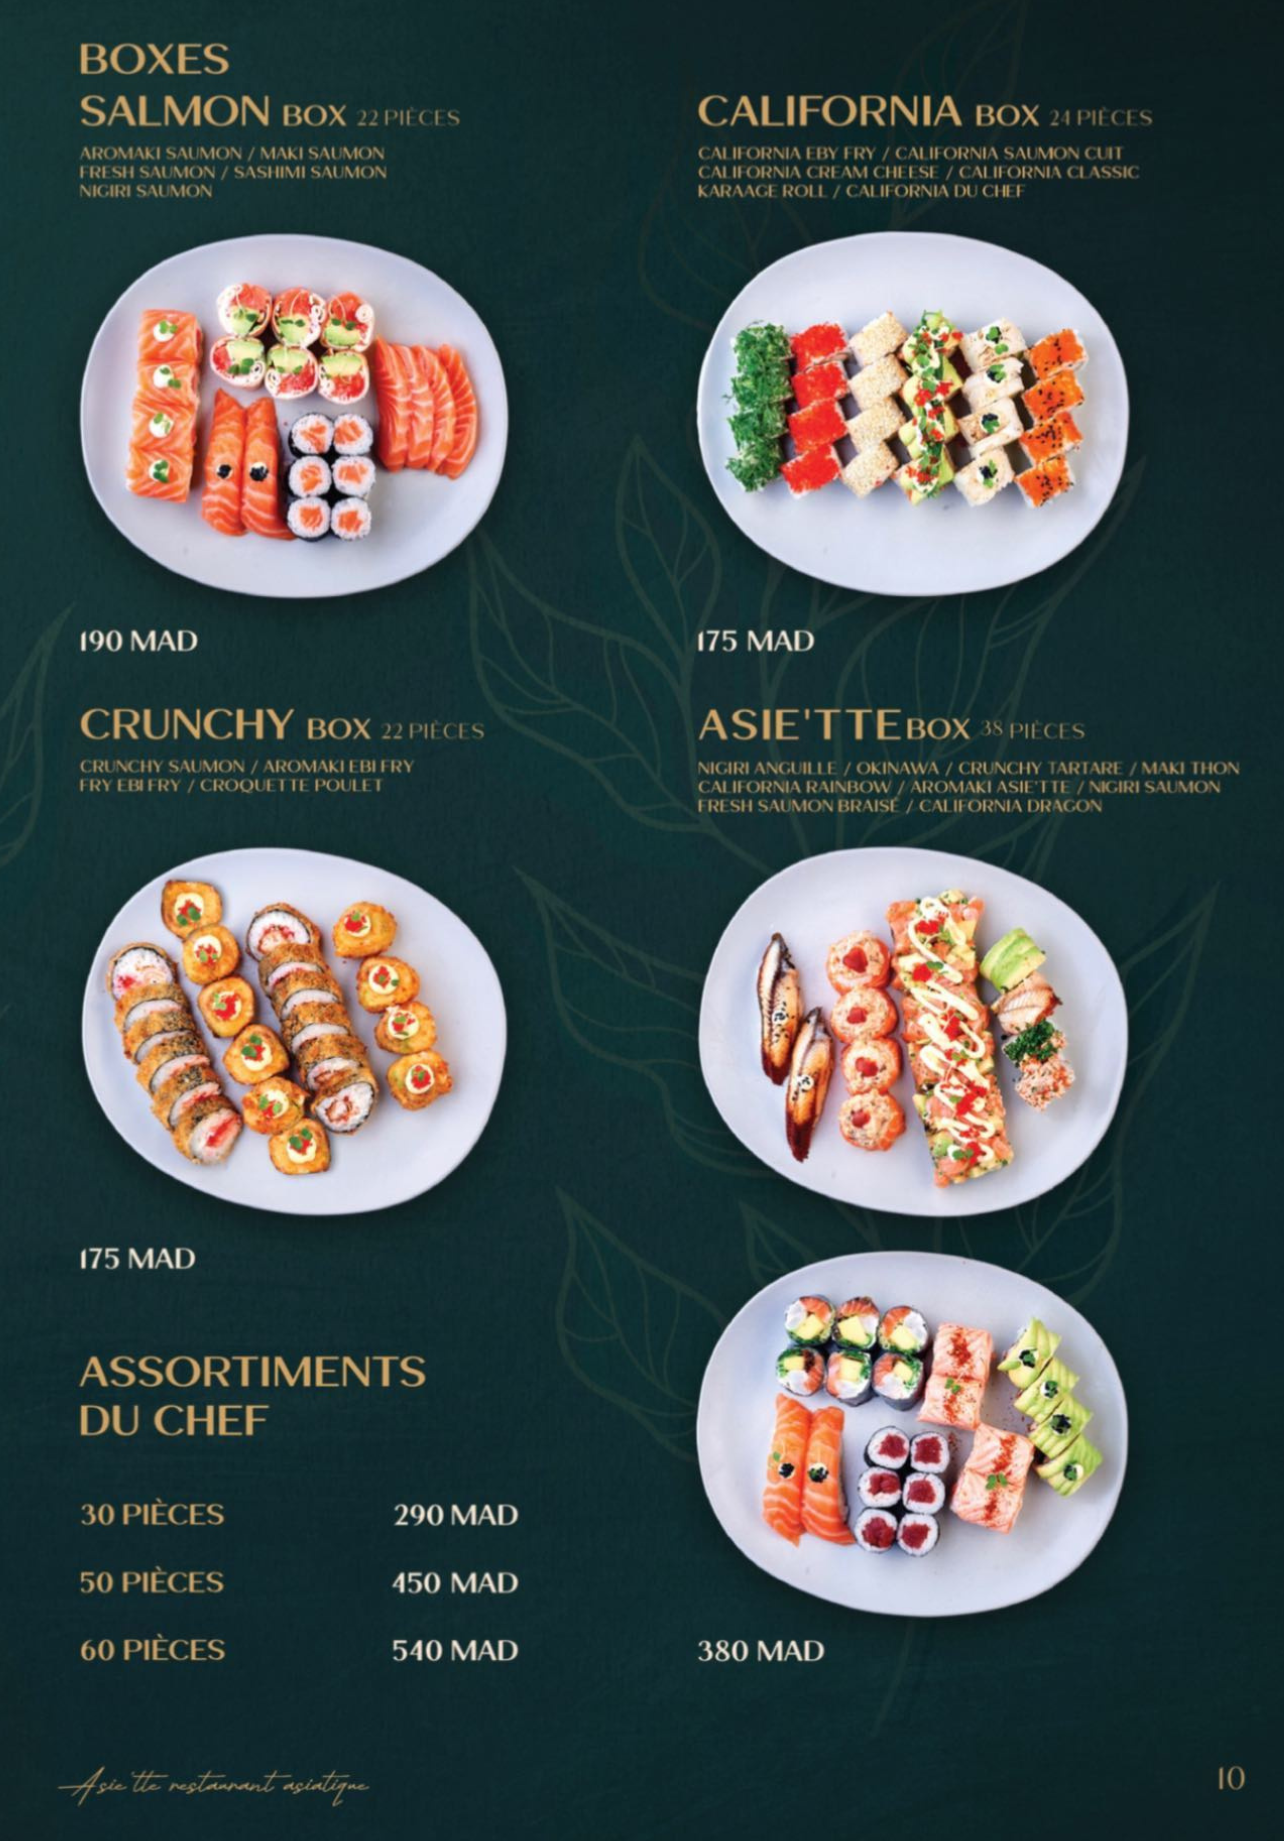 BOXES
SALMON BOX 22 PIÈCES
AROMAKI SAUMON / MAKI SAUMON
FRESH SAUMON / SASHIMI SAUMON
NIGIRI SAUMON
190 MAD
CALIFORNIA BOX 24 PIÈCES
CALIFORNIA EBY FRY / CALIFORNIA SAUMON CUIT
CALIFORNIA CREAM CHEESE / CALIFORNIA CLASSIC
KARAAGE ROLL / CALIFORNIA DU CHEF
175 MAD
CRUNCHY BOX 22 PIÈCES
CRUNCHY SAUMON / AROMAKI EBI FRY
FRY EBI FRY / CROQUETTE POULET
175 MAD
ASIE'TTE BOX 38 PIÈCES
NIGIRI ANGUILLE / OKINAWA / CRUNCHY TARTARE / MAKI THON
CALIFORNIA RAINBOW / AROMAKI ASIE'TTE / NIGIRI SAUMON
FRESH SAUMON BRAISÉ / CALIFORNIA DRAGON
380 MAD
ASSORTIMENTS
DU CHEF
30 PIÈCES 290 MAD
50 PIÈCES 450 MAD
60 PIÈCES 540 MAD
Asie'tte restaurant asiatique
10